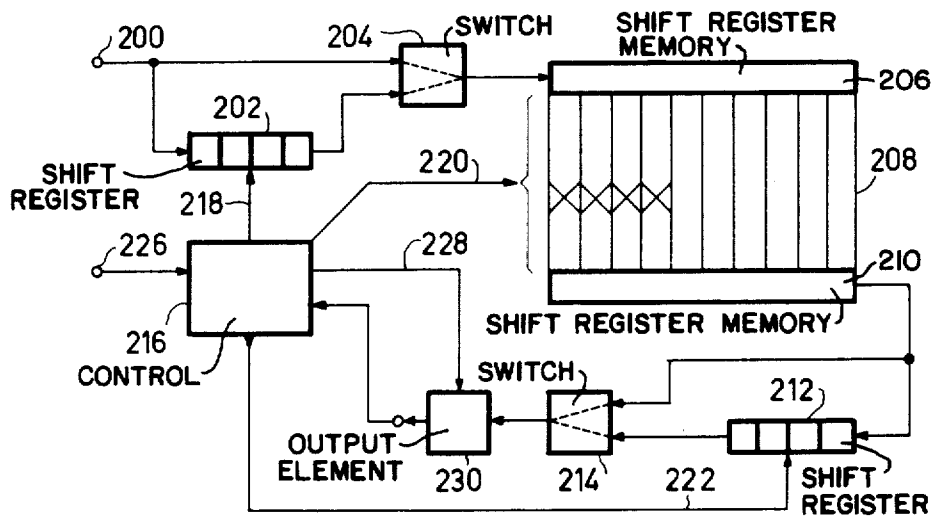 200
204
SWITCH
SHIFT REGISTER
MEMORY
206
202
SHIFT
REGISTER
218
220
208
226
228
216
CONTROL
210
SHIFT REGISTER MEMORY
SWITCH
212
OUTPUT
ELEMENT
230
214
222
SHIFT
REGISTER